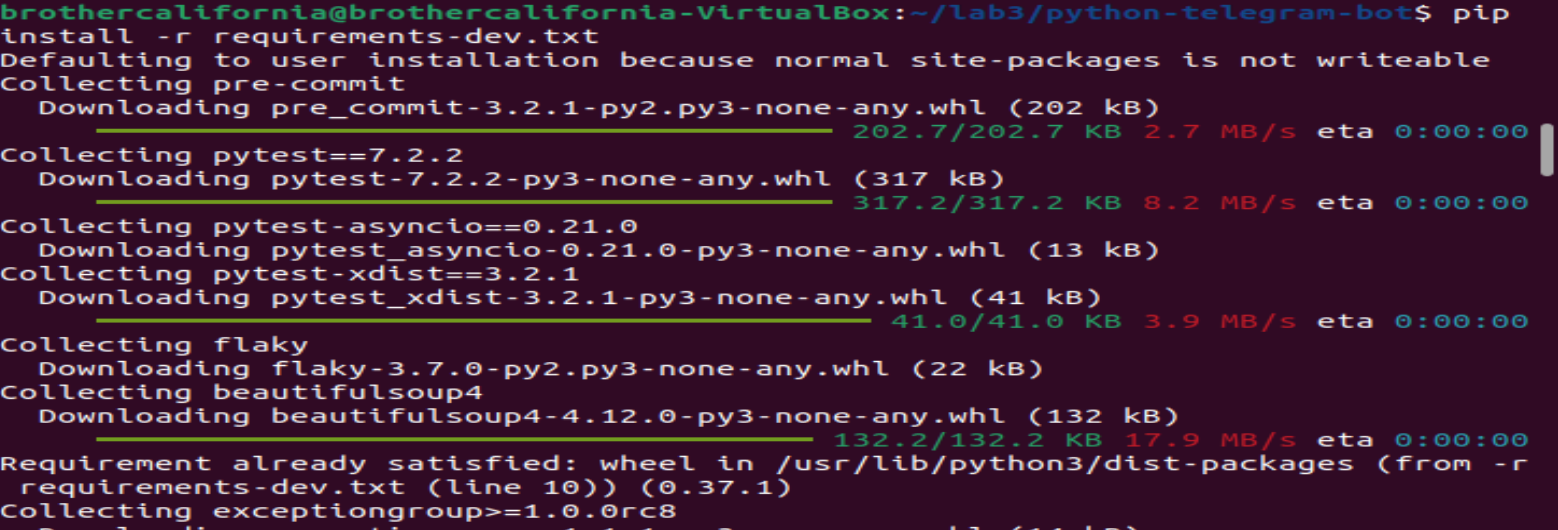 brothercalifornia@brothercalifornia-VirtualBox:~/lab3/python-telegram-bot$ pip
install -r requirements-dev.txt
Defaulting to user installation because normal site-packages is not writeable
Collecting pre-commit
  Downloading pre_commit-3.2.1-py2.py3-none-any.whl (202 kB)
202.7/202.7 KB 2.7 MB/s eta 0:00:00
Collecting pytest==7.2.2
  Downloading pytest-7.2.2-py3-none-any.whl (317 kB)
317.2/317.2 KB 8.2 MB/s eta 0:00:00
Collecting pytest-asyncio==0.21.0
  Downloading pytest_asyncio-0.21.0-py3-none-any.whl (13 kB)
Collecting pytest-xdist==3.2.1
  Downloading pytest_xdist-3.2.1-py3-none-any.whl (41 kB)
41.0/41.0 KB 3.9 MB/s eta 0:00:00
Collecting flaky
  Downloading flaky-3.7.0-py2.py3-none-any.whl (22 kB)
Collecting beautifulsoup4
  Downloading beautifulsoup4-4.12.0-py3-none-any.whl (132 kB)
132.2/132.2 KB 17.9 MB/s eta 0:00:00
Requirement already satisfied: wheel in /usr/lib/python3/dist-packages (from -r
 requirements-dev.txt (line 10)) (0.37.1)
Collecting exceptiongroup>=1.0.0rc8